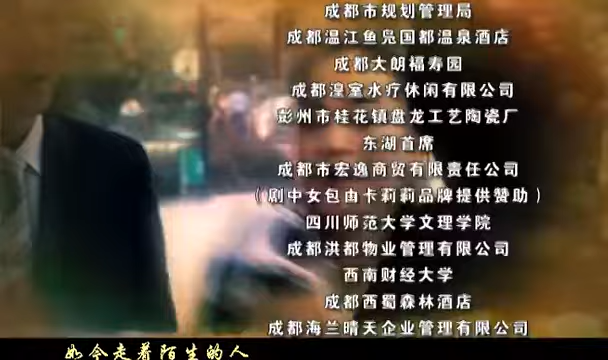 成都市规划管理局
成都温江鱼凫国都温泉酒店
成都大朗福寿园
成都湟室水疗休闲有限公司
彭州市桂花镇盘龙工艺陶瓷厂
东湖首席
成都市宏逸商贸有限责任公司
（剧中女包由卡莉莉品牌提供赞助）
四川师范大学文理学院
成都洪都物业管理有限公司
西南财经大学
成都西蜀森林酒店
成都海兰晴天企业管理有限公司
如今走着陌生的人